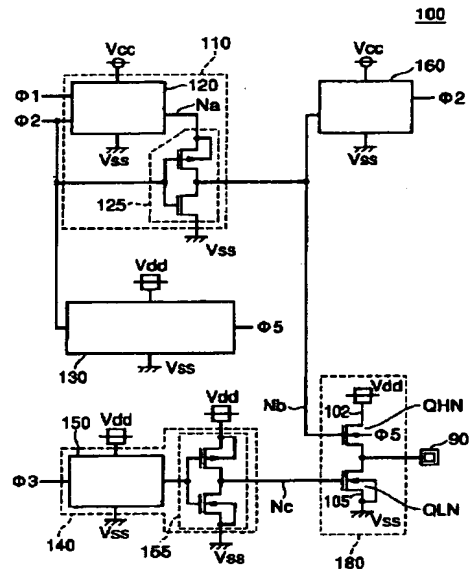 100
Vcc
110
120
Φ1
Φ2
Na
Vss
125
Vss
Vcc
160
Φ2
Vss
Vdd
Φ5
130
Vss
Nb
Vdd
102
QHN
Φ5
90
105
QLN
Vss
180
Vdd
150
Vdd
Φ3
Vss
140
155
Vss
Nc